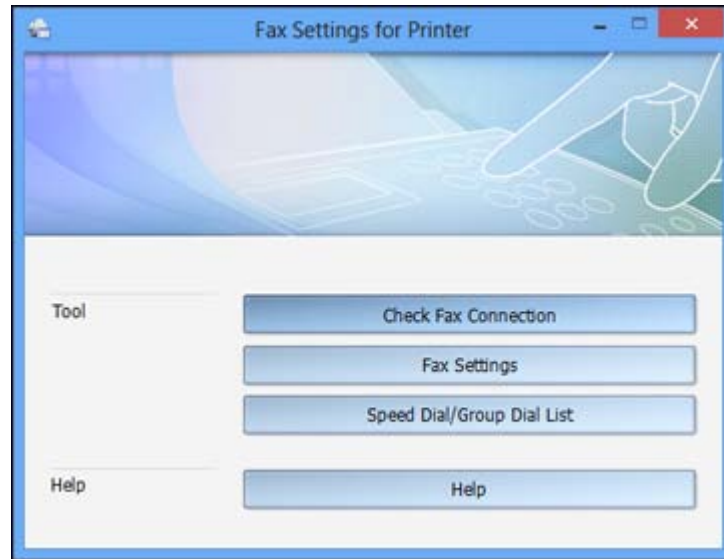 Fax Settings for Printer
Tool
Check Fax Connection
Fax Settings
Speed Dial/Group Dial List
Help
Help